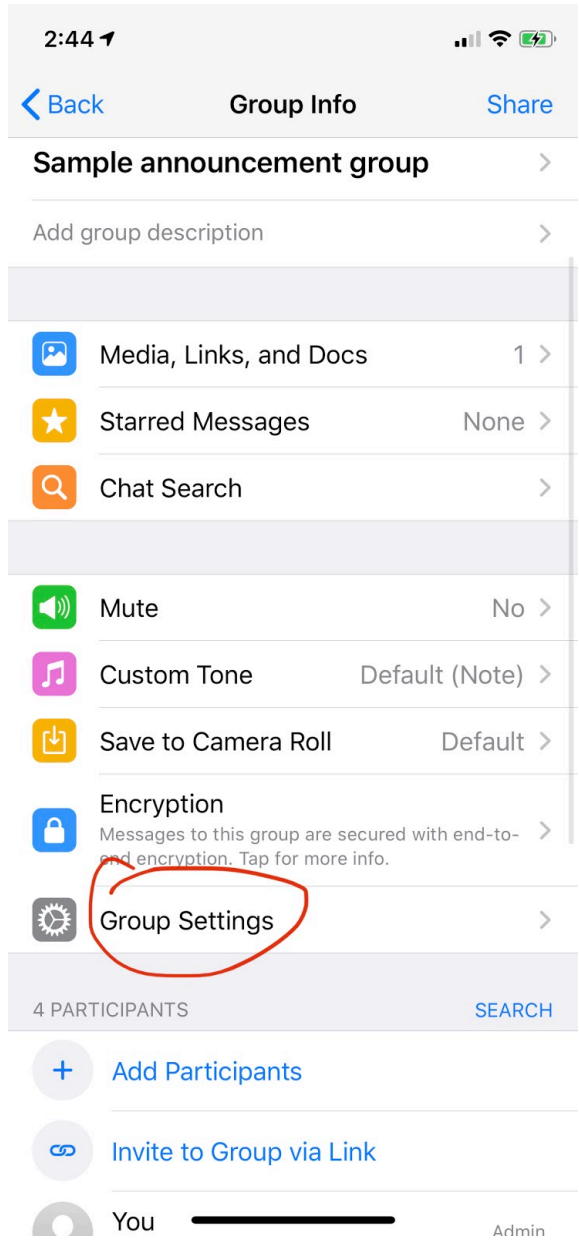 2:44
Back Group Info Share
Sample announcement group
Add group description
Media, Links, and Docs 1
Starred Messages None
Chat Search
Mute No
Custom Tone Default (Note)
Save to Camera Roll Default
Encryption
Messages to this group are secured with end-to-
end encryption. Tap for more info.
Group Settings
4 PARTICIPANTS SEARCH
+ Add Participants
Invite to Group via Link
You Admin